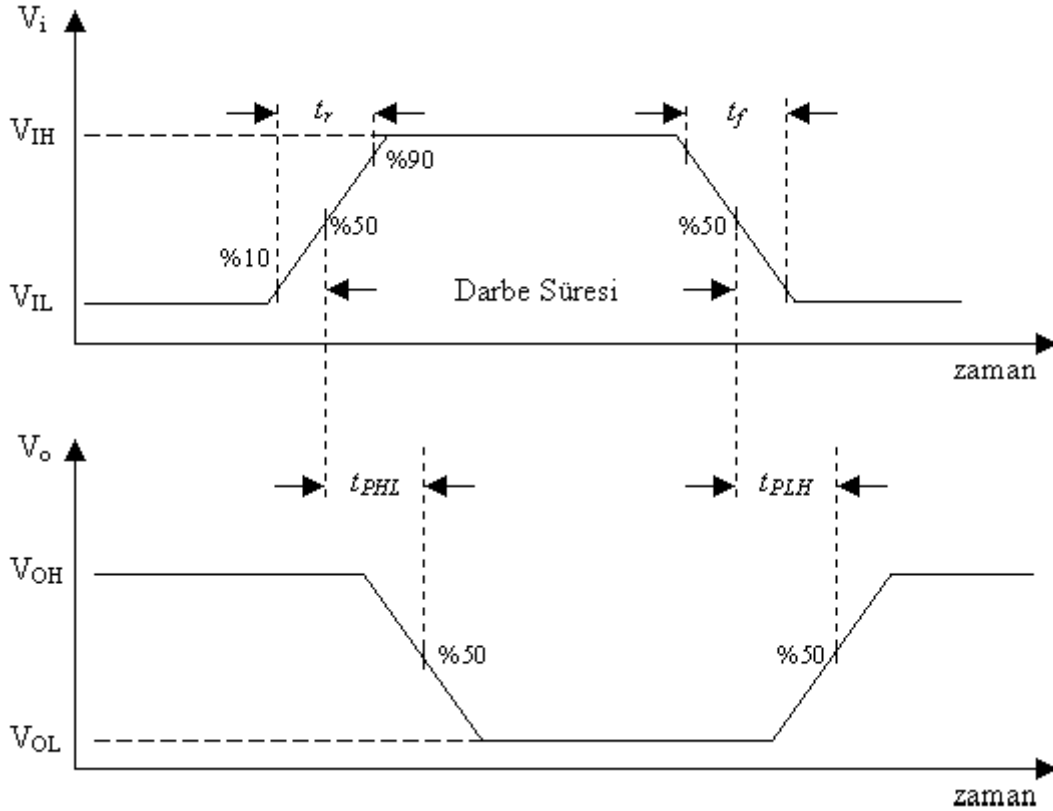 Vi
tr
tf
VIH
%90
%50
%50
%10
VIL
Darbe Süresi
zaman
Vo
tPHL
tPLH
VOH
%50
%50
VOL
zaman